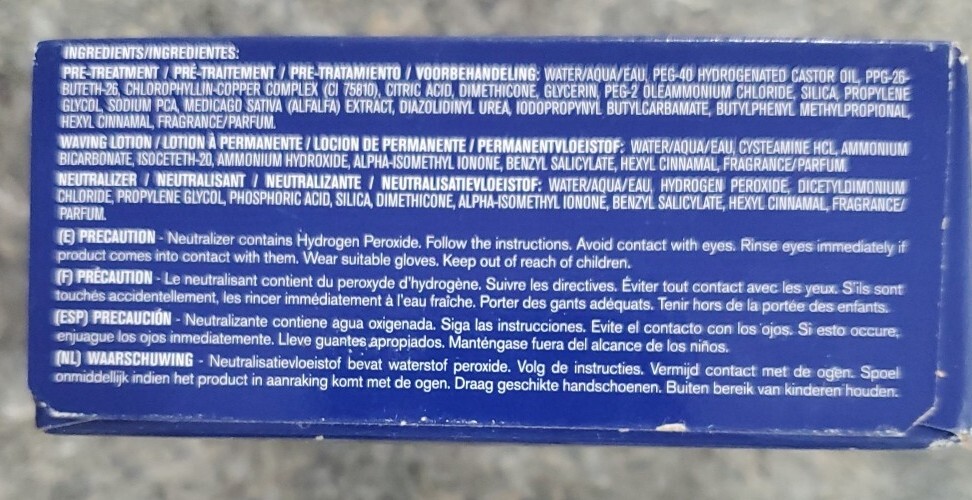 INGREDIENTS/INGREDIENTES:
PRE-TREATMENT / PRÉ-TRAITEMENT / PRE-TRATAMIENTO / VOORBEHANDELING: WATER/AQUA/EAU, PEG-40 HYDROGENATED CASTOR OIL, PPG-26-
BUTETH-26, CHLOROPHYLLIN-COPPER COMPLEX (CI 75810), CITRIC ACID, DIMETHICONE, GLYCERIN, PEG-2 OLEAMMONIUM CHLORIDE, SILICA, PROPYLENE
GLYCOL, SODIUM PCA, MEDICAGO SATIVA (ALFALFA) EXTRACT, DIAZOLIDINYL UREA, IODOPROPYNYL BUTYLCARBAMATE, BUTYLPHENYL METHYLPROPIONAL,
HEXYL CINNAMAL, FRAGRANCE/PARFUM.
WAVING LOTION / LOTION À PERMANENTE / LOCION DE PERMANENTE / PERMANENTVLOEISTOF: WATER/AQUA/EAU, CYSTEAMINE HCL, AMMONIUM
BICARBONATE, ISOCETETH-20, AMMONIUM HYDROXIDE, ALPHA-ISOMETHYL IONONE, BENZYL SALICYLATE, HEXYL CINNAMAL, FRAGRANCE/PARFUM.
NEUTRALIZER / NEUTRALISANT / NEUTRALIZANTE / NEUTRALISATIEVLOEISTOF: WATER/AQUA/EAU, HYDROGEN PEROXIDE, DICETYLDIMONIUM
CHLORIDE, PROPYLENE GLYCOL, PHOSPHORIC ACID, SILICA, DIMETHICONE, ALPHA-ISOMETHYL IONONE, BENZYL SALICYLATE, HEXYL CINNAMAL, FRAGRANCE/
PARFUM.
(E) PRECAUTION - Neutralizer contains Hydrogen Peroxide. Follow the instructions. Avoid contact with eyes. Rinse eyes immediately if
product comes into contact with them. Wear suitable gloves. Keep out of reach of children.
(F) PRÉCAUTION - Le neutralisant contient du peroxyde d'hydrogène. Suivre les directives. Éviter tout contact avec les yeux. S'ils sont
touchés accidentellement, les rincer immédiatement à l'eau fraîche. Porter des gants adéquats. Tenir hors de la portée des enfants.
(ESP) PRECAUCIÓN - Neutralizante contiene agua oxigenada. Siga las instrucciones. Evite el contacto con los ojos. Si esto occure,
enjuague los ojos inmediatamente. Lleve guantes apropiados. Manténgase fuera del alcance de los niños.
(NL) WAARSCHUWING - Neutralisatievloeistof bevat waterstof peroxide. Volg de instructies. Vermijd contact met de ogen. Spoel
onmiddellijk indien het product in aanraking komt met de ogen. Draag geschikte handschoenen. Buiten bereik van kinderen houden.